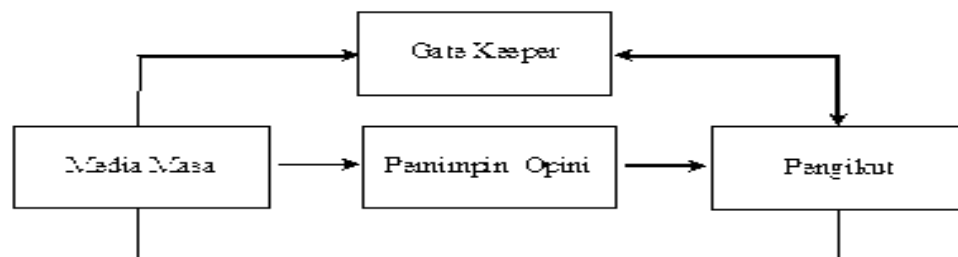 Gate Keeper
Media Masa
Pemimpin Opini
Pengikut